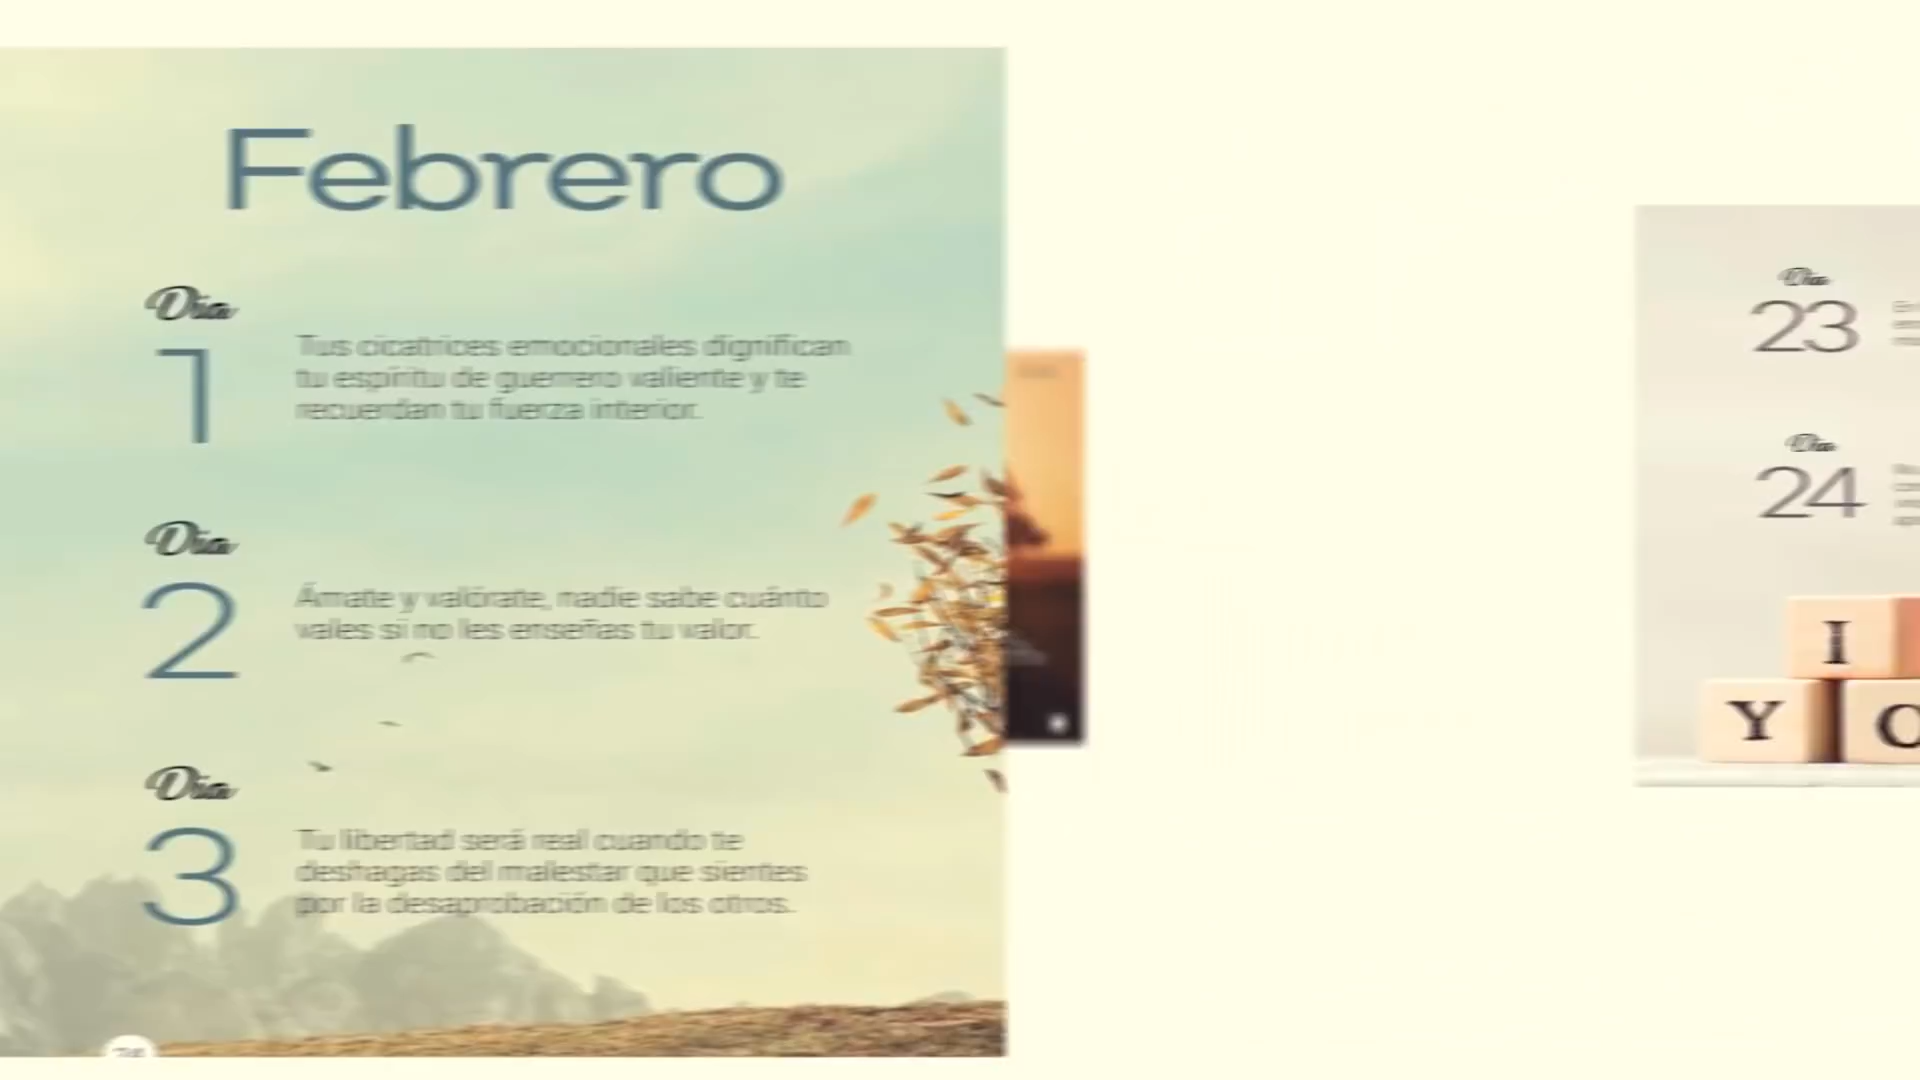 Febrero
Día
1
Tus cicatrices emocionales dignifican
tu espíritu de guerrero valiente y te
recuerdan tu fuerza interior.
Día
2
Ámate y valórate, nadie sabe cuánto
vales si no les enseñas tu valor.
Día
3
Tu libertad será real cuando te
deshagas del malestar que sientes
por la desaprobación de los otros.
Día
23
Día
24
I
Y O